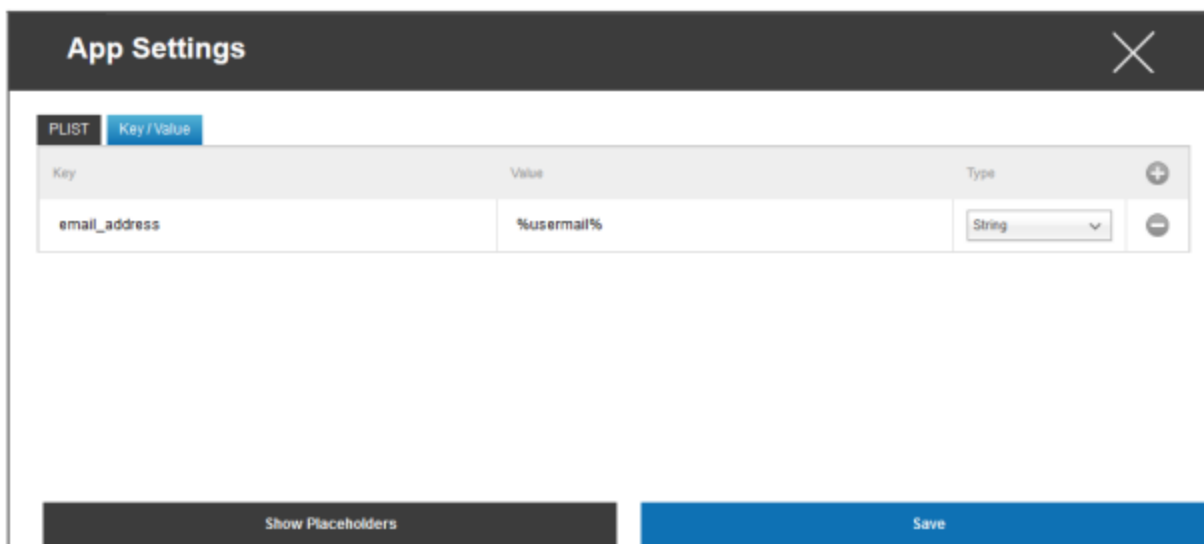 App Settings
PLIST Key / Value
Key Value Type
email_address %usermail% String
Show Placeholders Save